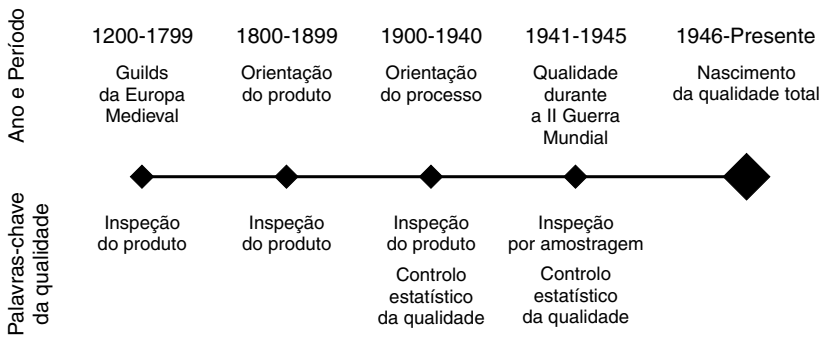 Ano e Período
1200-1799
Guilds
da Europa
Medieval
1800-1899
Orientação
do produto
1900-1940
Orientação
do processo
1941-1945
Qualidade
durante
a II Guerra
Mundial
1946-Presente
Nascimento
da qualidade total
Palavras-chave
da qualidade
Inspeção
do produto
Inspeção
do produto
Inspeção
do produto
Controlo
estatístico
da qualidade
Inspeção
por amostragem
Controlo
estatístico
da qualidade